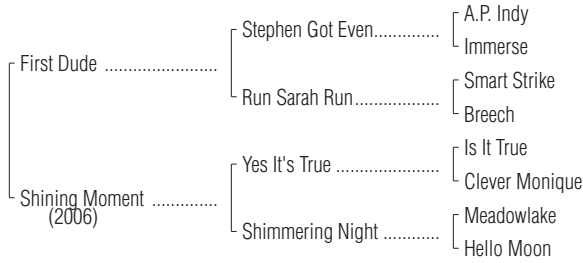 A.P. Indy
Stephen Got Even..............
Immerse
First Dude ........................
Smart Strike
Run Sarah Run..................
Breech
Is It True
Yes It's True ......................
Clever Monique
Shining Moment ..............
(2006)
Meadowlake
Shimmering Night ............
Hello Moon